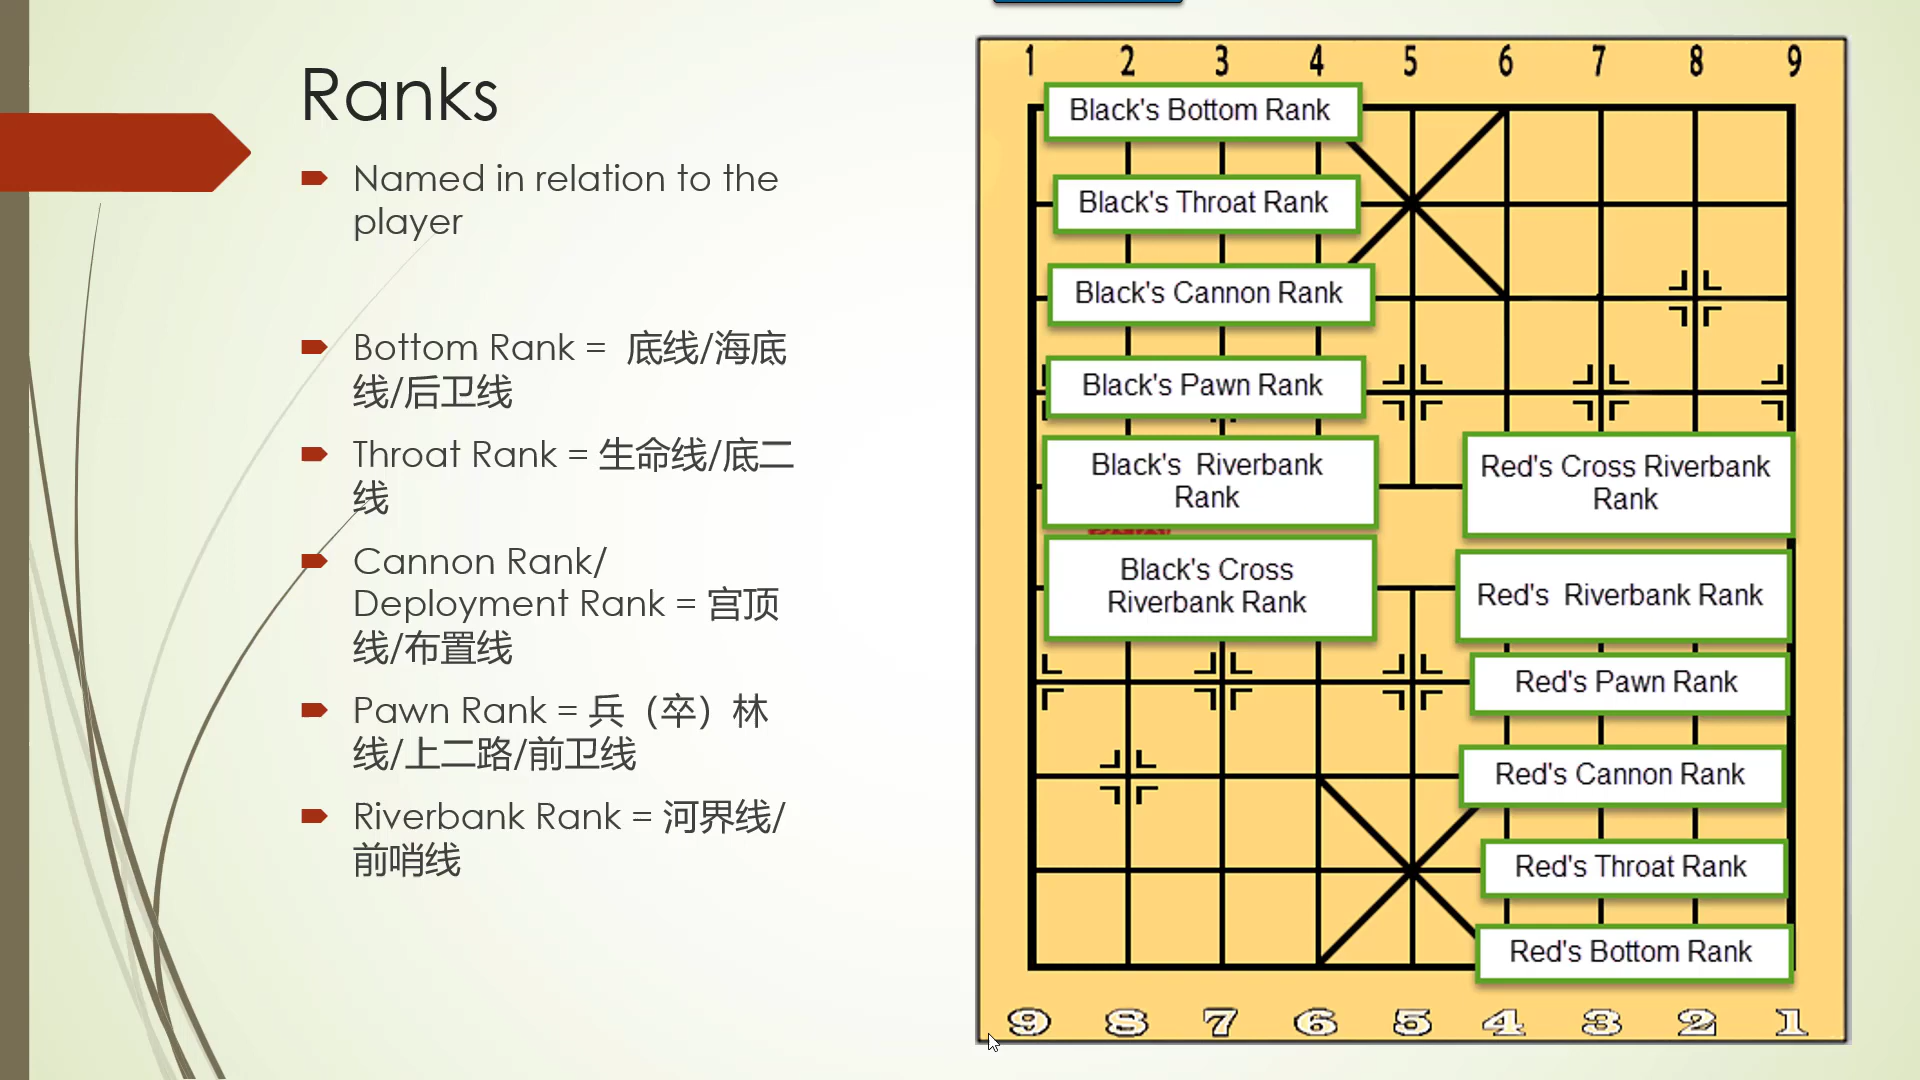 Ranks
Named in relation to the
player
Bottom Rank = 底线/海底
线/后卫线
Throat Rank = 生命线/底二
线
Cannon Rank/
Deployment Rank = 宫顶
线/布置线
Pawn Rank = 兵（卒）林
线/上二路/前卫线
Riverbank Rank = 河界线/
前哨线
1 2 3 4 5 6 7 8 9
Black's Bottom Rank
Black's Throat Rank
Black's Cannon Rank
Black's Pawn Rank
Black's Riverbank
Rank
Red's Cross Riverbank
Rank
Black's Cross
Riverbank Rank
Red's Riverbank Rank
Red's Pawn Rank
Red's Cannon Rank
Red's Throat Rank
Red's Bottom Rank
9 8 7 6 5 4 3 2 1